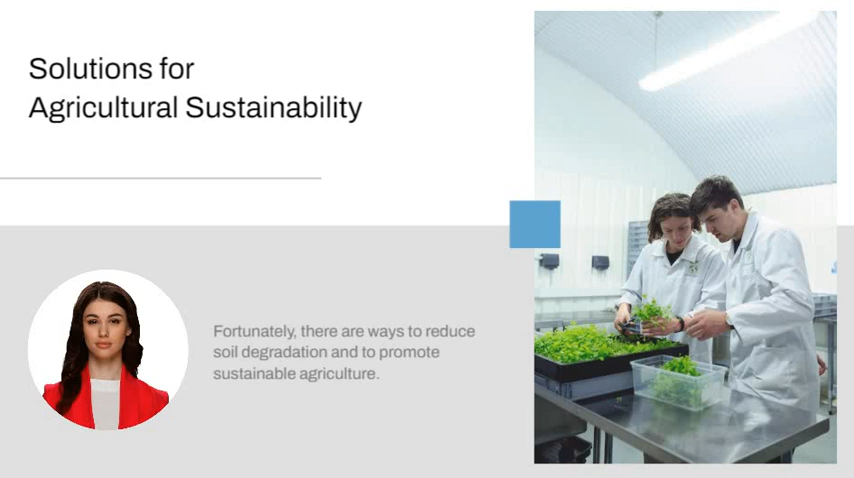 Solutions for
Agricultural Sustainability
Fortunately, there are ways to reduce
soil degradation and to promote
sustainable agriculture.